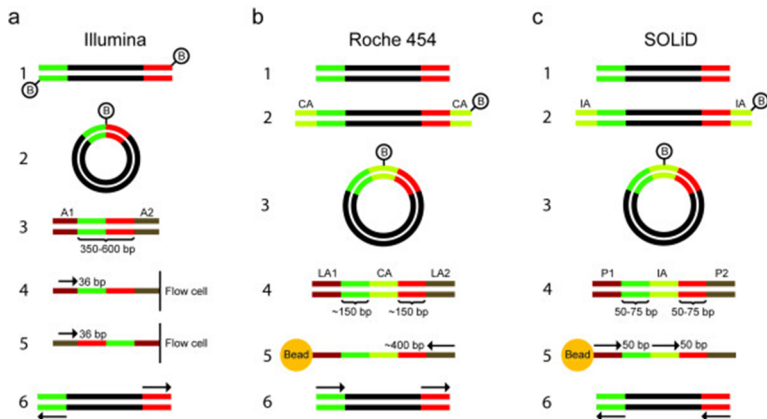 a
Illumina
1
B
B
2
B
3
A1
A2
350-600 bp
4
36 bp
Flow cell
5
36 bp
Flow cell
6
b
Roche 454
1
2
CA
CA
B
3
B
4
LA1
CA
LA2
~150 bp
~150 bp
5
Bead
~400 bp
6
c
SOLiD
1
2
IA
IA
B
3
B
4
P1
IA
P2
50-75 bp
50-75 bp
5
Bead
50 bp
50 bp
6